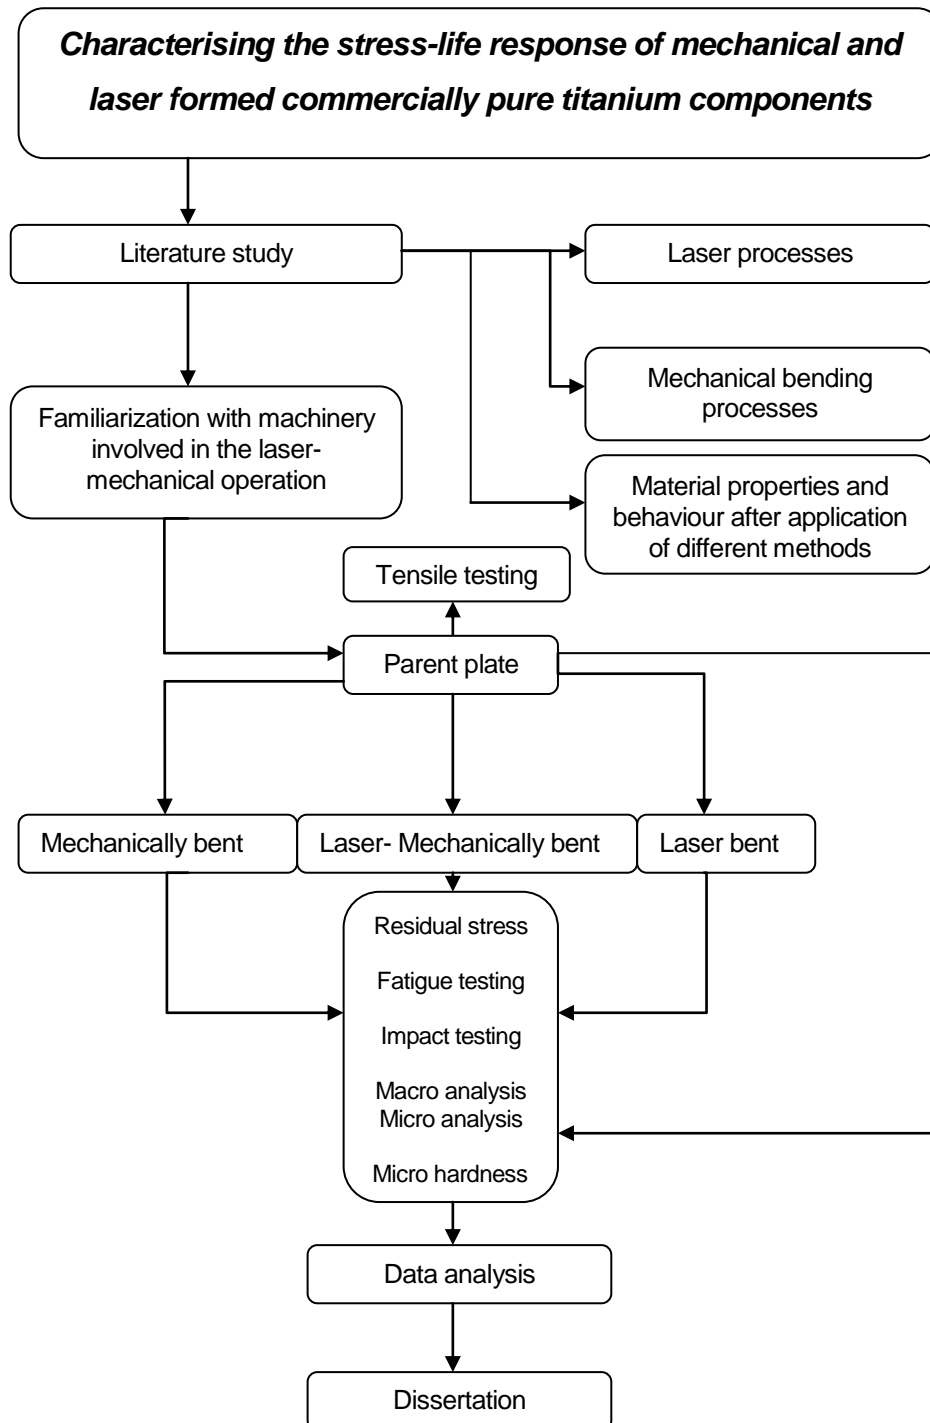 Characterising the stress-life response of mechanical and
laser formed commercially pure titanium components
Literature study
Laser processes
Mechanical bending
processes
Familiarization with machinery
involved in the laser-
mechanical operation
Material properties and
behaviour after application
of different methods
Tensile testing
Parent plate
Mechanically bent
Laser- Mechanically bent
Laser bent
Residual stress
Fatigue testing
Impact testing
Macro analysis
Micro analysis
Micro hardness
Data analysis
Dissertation